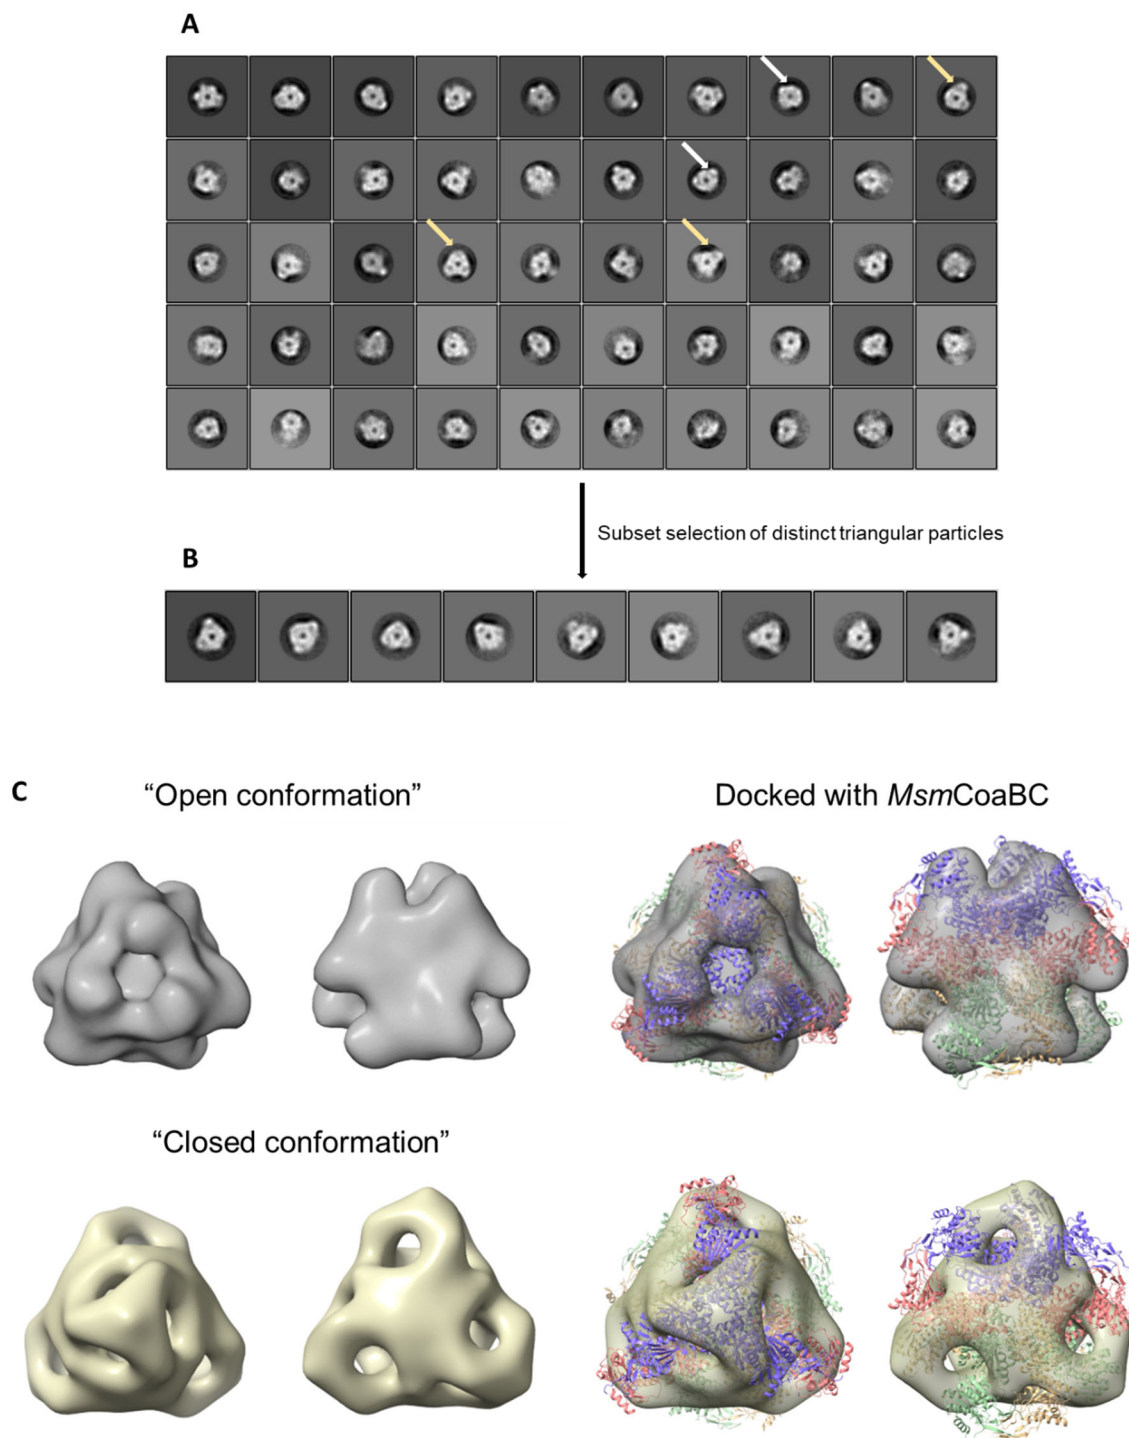 A
Subset selection of distinct triangular particles
B
C
“Open conformation”
Docked with MsmCoaBC
“Closed conformation”